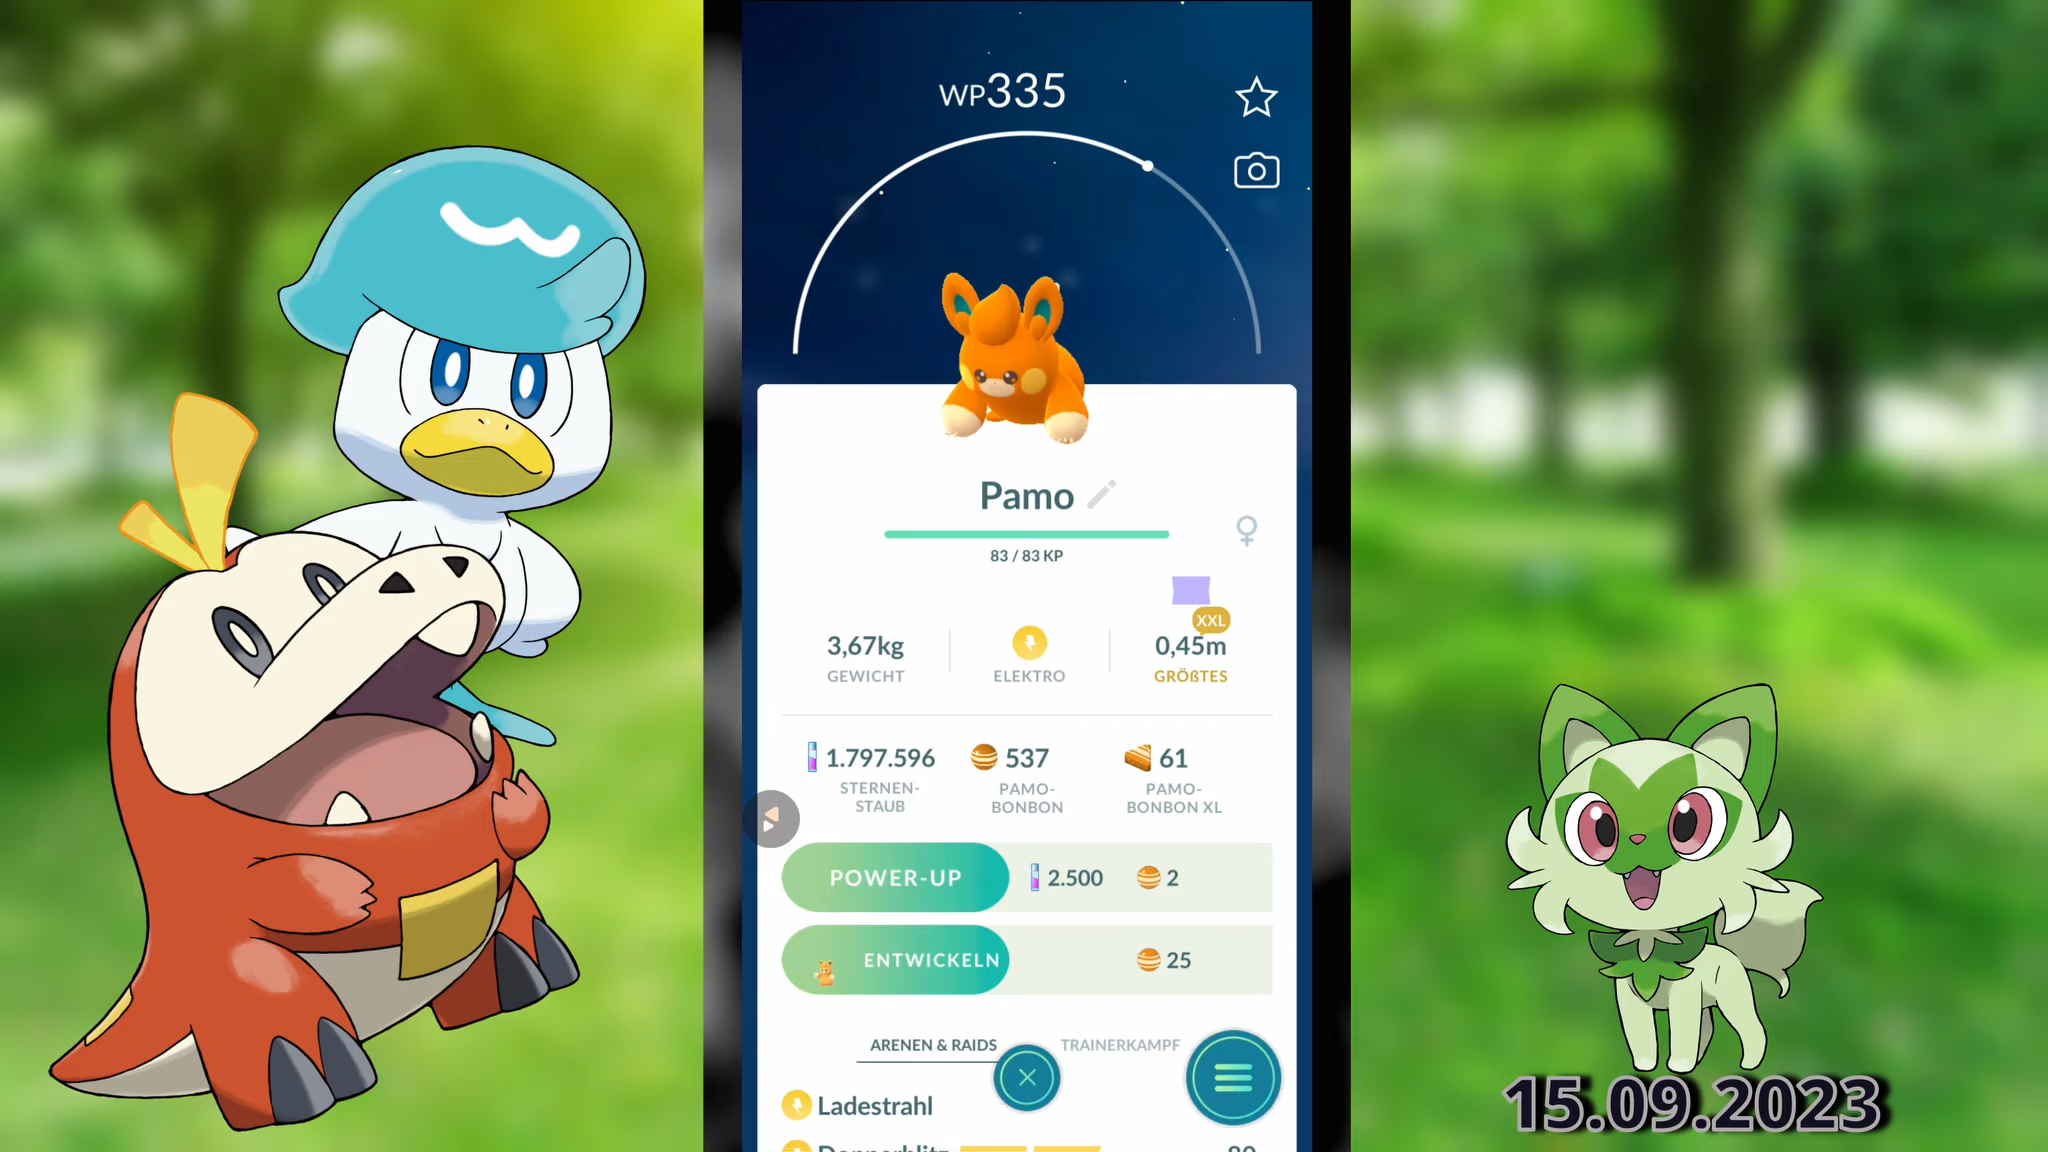 WP335
Pamo
83 / 83 KP
XXL
3,67kg
GEWICHT
ELEKTRO
0,45m
GRÖßTES
1.797.596
STERNEN-
STAUB
537
PAMO-
BONBON
61
PAMO-
BONBON XL
POWER-UP
2.500
2
ENTWICKELN
25
ARENEN & RAIDS
TRAINERKAMPF
Ladestrahl
Donnerblitz
15.09.2023